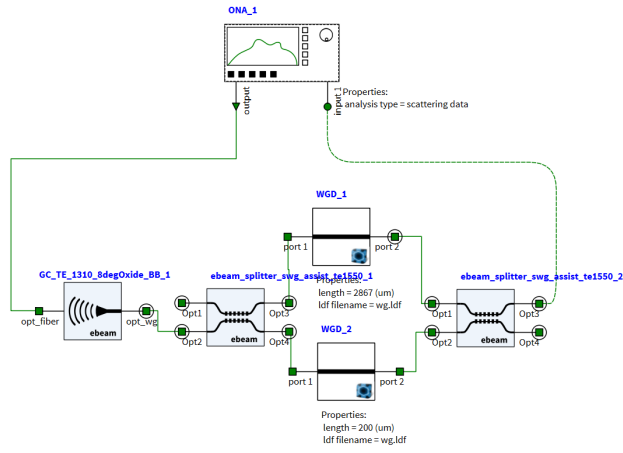 ONA_1
output
input 1
Properties:
analysis type = scattering data
WGD_1
port 1
port 2
GC_TE_1310_8degOxide_BB_1
ebeam_splitter_swg_assist_te1550_1
ebeam_splitter_swg_assist_te1550_2
Properties:
length = 2867 (um)
ldf filename = wg.ldf
opt_fiber
opt_wg
ebeam
Opt1
Opt3
Opt2
Opt4
ebeam
Opt1
Opt3
Opt2
Opt4
ebeam
WGD_2
port 1
port 2
Properties:
length = 200 (um)
ldf filename = wg.ldf